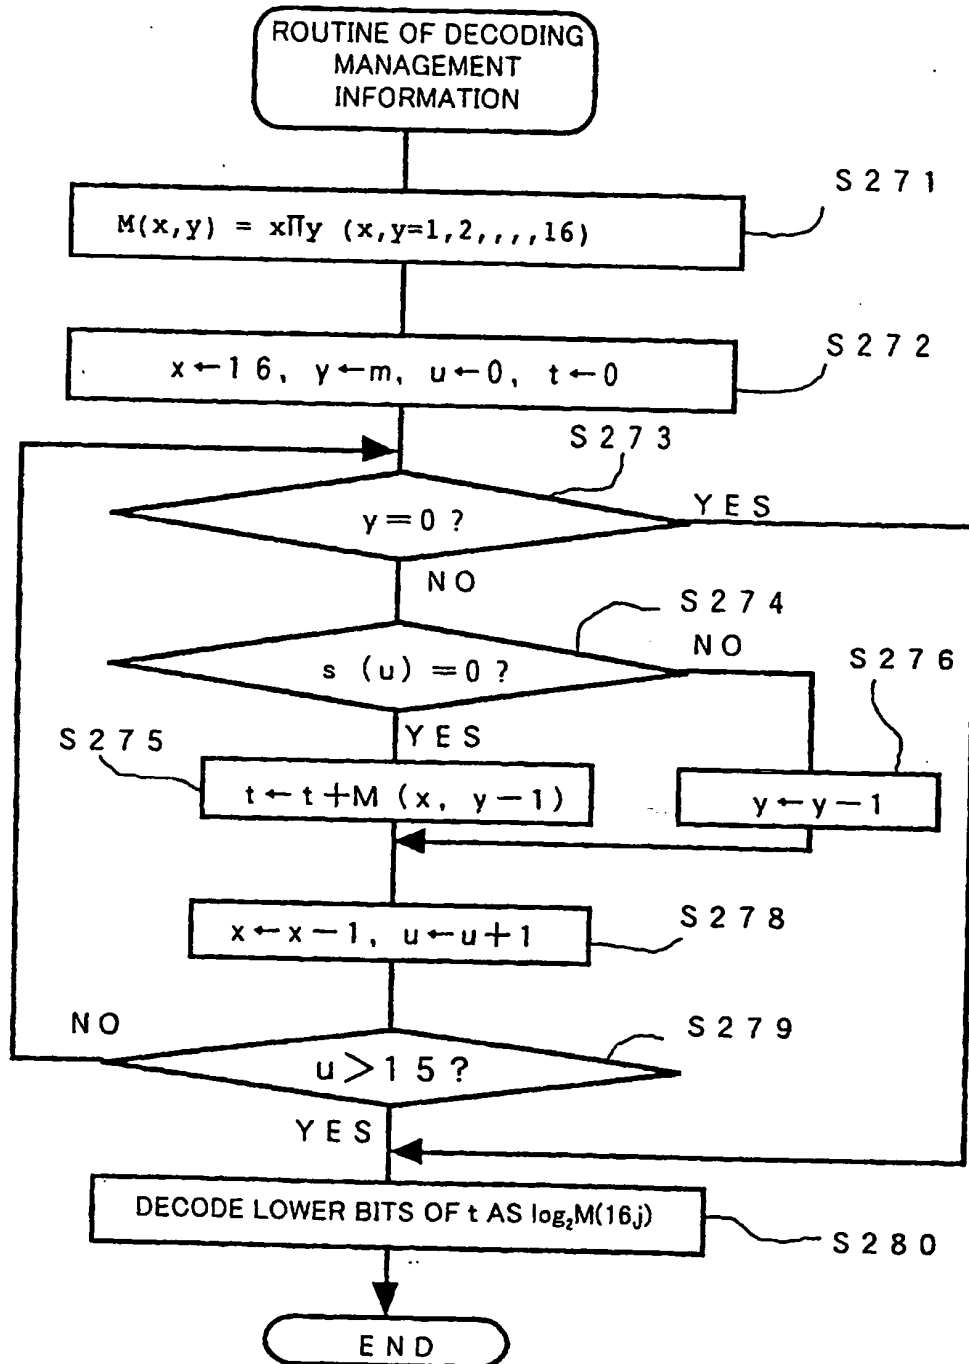 ROUTINE OF DECODING
MANAGEMENT
INFORMATION
S271
M(x,y) = xΠy (x,y=1,2,,,,16)
S272
x←16, y←m, u←0, t←0
S273
y=0?
YES
NO
S274
s (u) =0?
NO
S276
YES
S275
t←t+M (x, y−1)
y←y−1
S278
x←x−1, u←u+1
NO
S279
u>15?
YES
DECODE LOWER BITS OF t AS log₂M(16,j)
S280
END